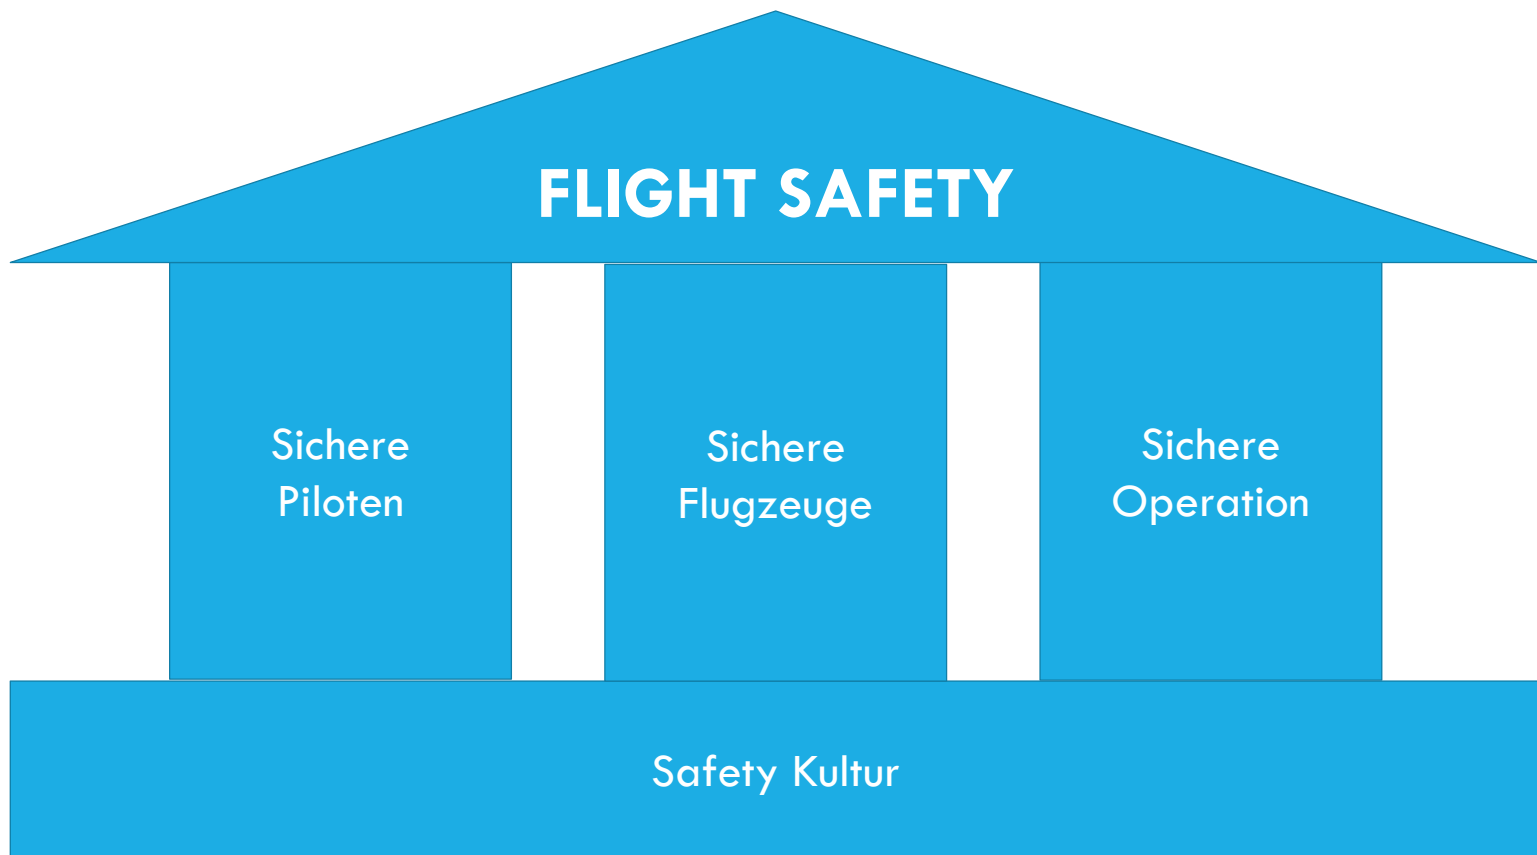 FLIGHT SAFETY
Sichere
Piloten
Sichere
Flugzeuge
Sichere
Operation
Safety Kultur